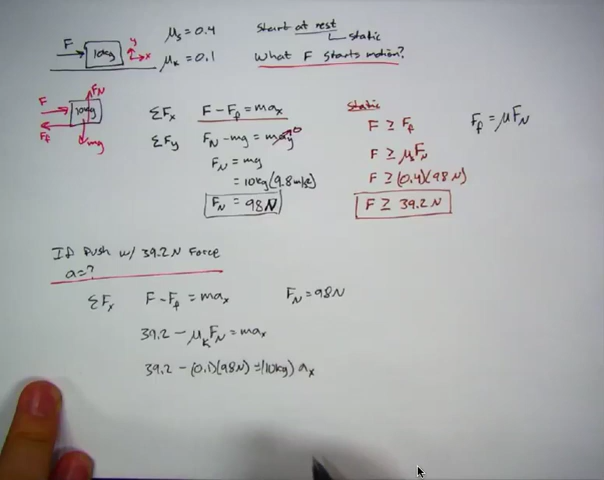 μs = 0.4 Start at rest
static
F 10kg y x μk = 0.1 What F starts motion?
FN
F 10kg
Ff mg
ΣFx F - Ff = max
ΣFy FN - mg = may 0
FN = mg
= 10kg(9.8m/s²)
FN = 98N
Static
F ≥ Ff
F ≥ μsFN
F ≥ (0.4)(98N)
F ≥ 39.2 N
Ff = μFN
If Push w/ 39.2N Force
a=?
ΣFx F - Ff = max FN = 98N
39.2 - μkFN = max
39.2 - (0.1)(98N) = (10kg) ax